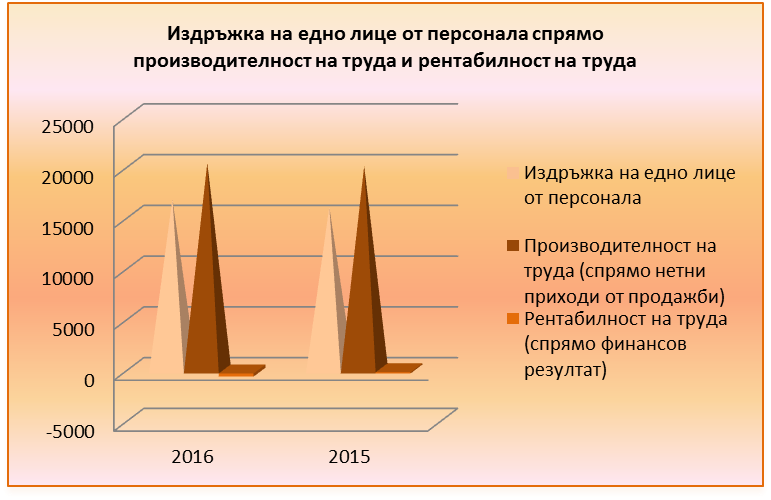 Издръжка на едно лице от персонала спрямо
производителност на труда и рентабилност на труда
25000
20000
15000
10000
5000
0
-5000
2016
2015
Издръжка на едно лице
от персонала
Производителност на
труда (спрямо нетни
приходи от продажби)
Рентабилност на труда
(спрямо финансов
резултат)